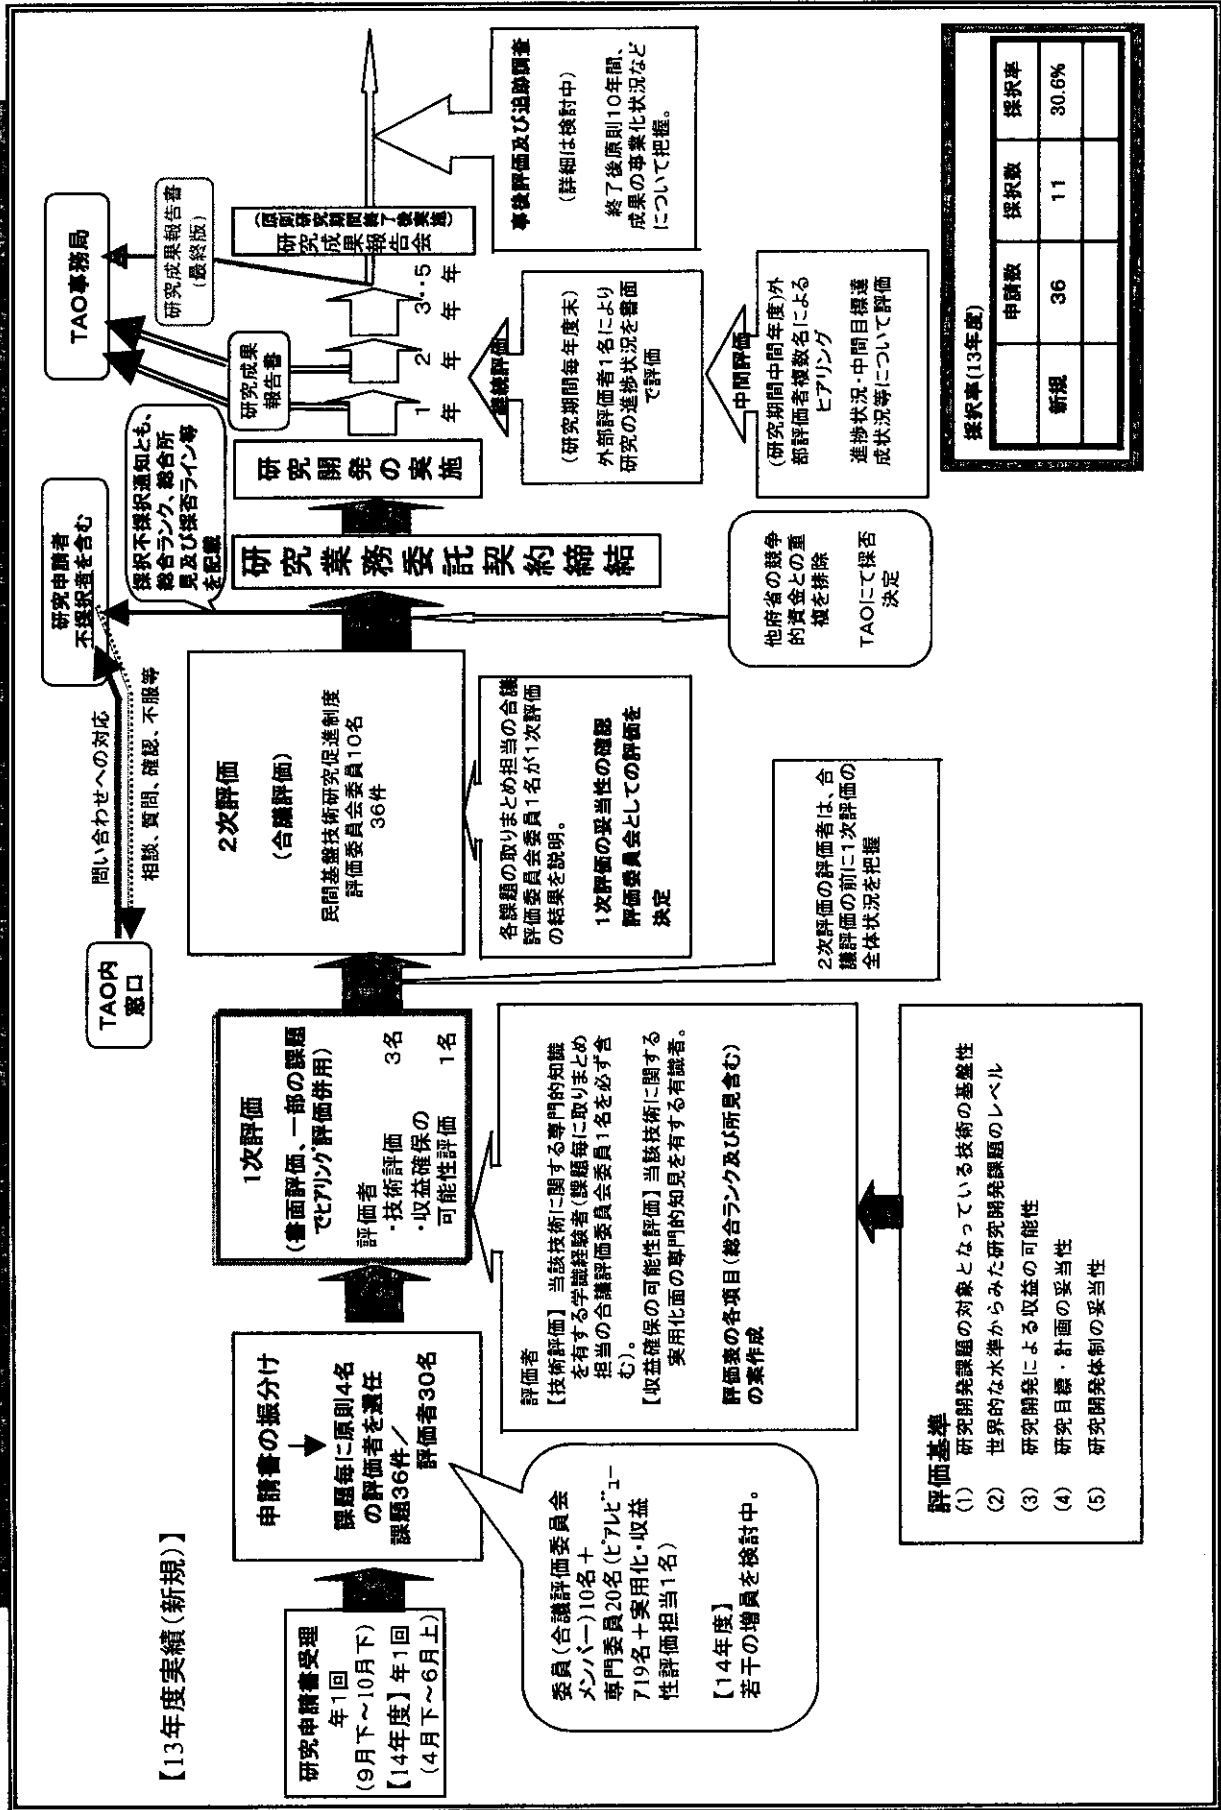 【13年度実績(新規)】
研究申請書受理
年1回
(9月下～10月下)
【14年度】年1回
(4月下～6月上)
申請書の振分け
課題毎に原則4名
の評価者を選任
課題36件／
評価者30名
委員(合議評価委員会
メンバー)10名＋
専門委員20名(ピアレビュー
ア19名＋実用化・収益
性評価担当1名)
【14年度】
若干の増員を検討中。
1次評価
(書面評価、一部の課題
でヒアリング評価併用)
評価者
・技術評価 3名
・収益確保の
可能性評価 1名
評価者
【技術評価】 当該技術に関する専門的知識
を有する学識経験者(課題毎に取りまとめ
担当の合議評価委員会委員1名を必ず含
む)。
【収益確保の可能性評価】当該技術に関する
実用化面の専門的知見を有する有識者。
評価表の各項目(総合ランク及び所見含む)
の案作成
評価基準
(1) 研究開発課題の対象となっている技術の基盤性
(2) 世界的な水準からみた研究開発課題のレベル
(3) 研究開発による収益の可能性
(4) 研究目標・計画の妥当性
(5) 研究開発体制の妥当性
TAO内
窓口
問い合わせへの対応
相談、質問、確認、不服等
研究申請者
不採択者を含む
2次評価
(合議評価)
民間基盤技術研究促進制度
評価委員会委員10名
36件
各課題の取りまとめ担当の合議
評価委員会委員1名が1次評価
の結果を説明。
1次評価の妥当性の確認
評価委員会としての評価を
決定
2次評価の評価者は、合
議評価の前に1次評価の
全体状況を把握
採択不採択通知とも、
総合ランク、総合所
見及び採否ライン等
を記載
他府省の競争
的資金との重
複を排除
TAOにて採否
決定
研究業務委託契約締結
研究開発の実施
1年
2年
3‥5年
TAO事務局
研究成果
報告書
研究成果報告書
(最終版)
研究成果報告会
(原則研究期間終了後実施)
継続評価
(研究期間毎年度末)
外部評価者1名により
研究の進捗状況を書面
で評価
中間評価
(研究期間中間年度)外
部評価者複数名による
ヒアリング
進捗状況・中間目標達
成状況等について評価
事後評価及び追跡調査
(詳細は検討中)
終了後原則10年間、
成果の事業化状況など
について把握。
採択率(13年度)
申請数 採択数 採択率
新規 36 11 30.6%